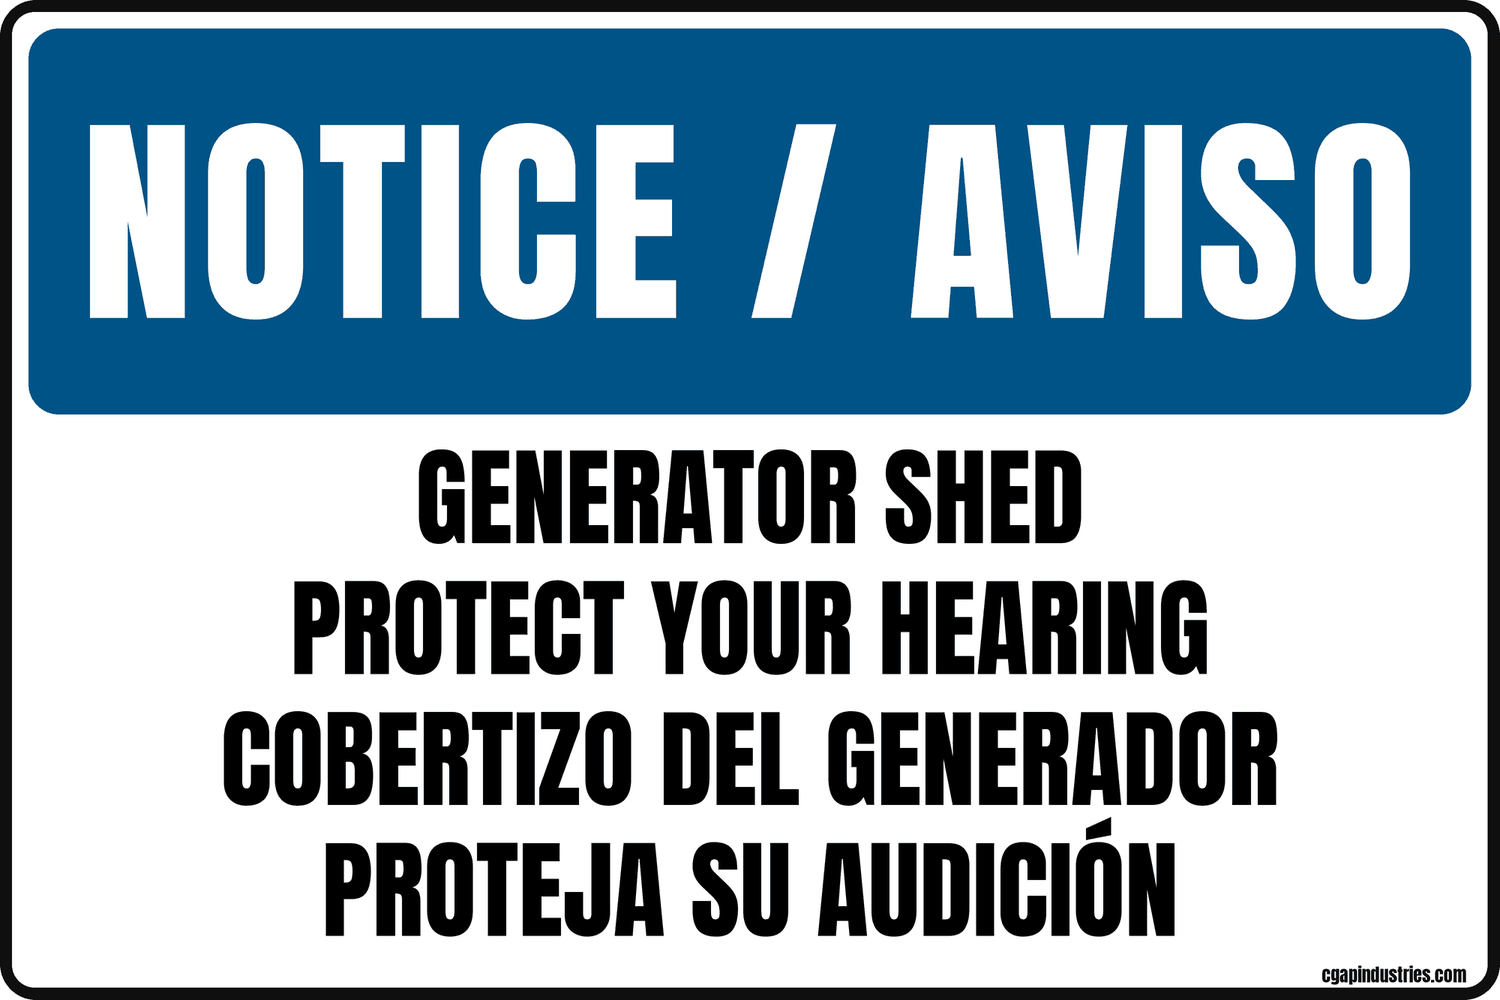 NOTICE / AVISO
GENERATOR SHED
PROTECT YOUR HEARING
COBERTIZO DEL GENERADOR
PROTEJA SU AUDICIÓN
cgapindustries.com